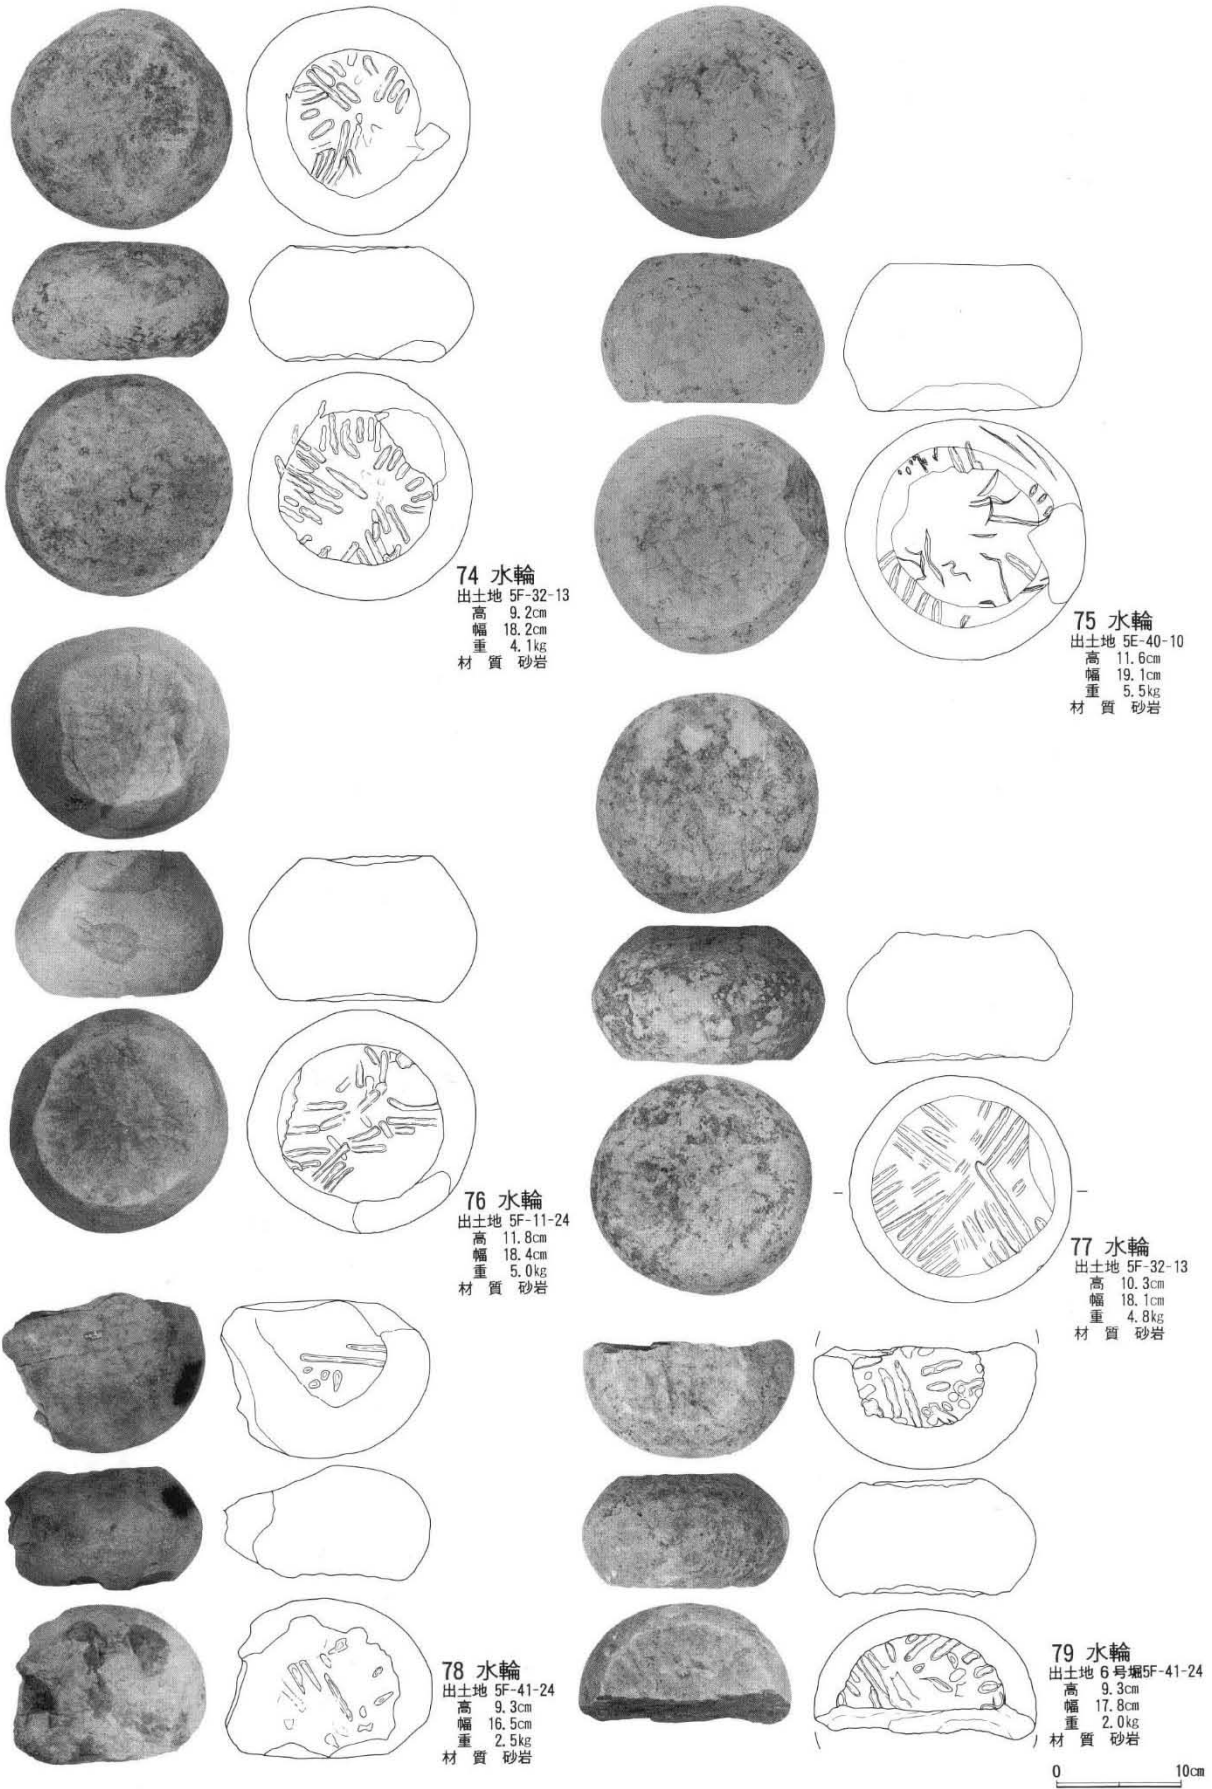 74 水輪
出土地 5F-32-13
高 9.2cm
幅 18.2cm
重 4.1kg
材 質 砂岩
75 水輪
出土地 5E-40-10
高 11.6cm
幅 19.1cm
重 5.5kg
材 質 砂岩
76 水輪
出土地 5F-11-24
高 11.8cm
幅 18.4cm
重 5.0kg
材 質 砂岩
77 水輪
出土地 5F-32-13
高 10.3cm
幅 18.1cm
重 4.8kg
材 質 砂岩
78 水輪
出土地 5F-41-24
高 9.3cm
幅 16.5cm
重 2.5kg
材 質 砂岩
79 水輪
出土地 6号堀5F-41-24
高 9.3cm
幅 17.8cm
重 2.0kg
材 質 砂岩
0 10cm